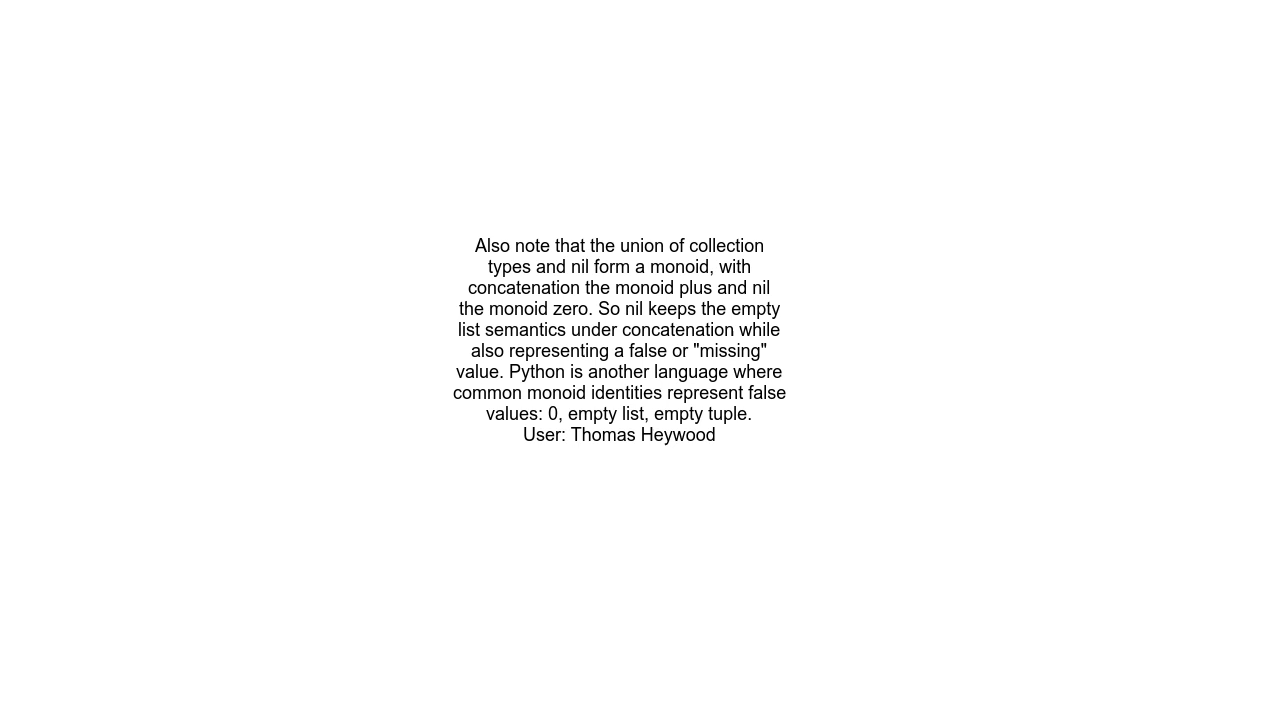 Also note that the union of collection
types and nil form a monoid, with
concatenation the monoid plus and nil
the monoid zero. So nil keeps the empty
list semantics under concatenation while
also representing a false or "missing"
value. Python is another language where
common monoid identities represent false
values: 0, empty list, empty tuple.
User: Thomas Heywood